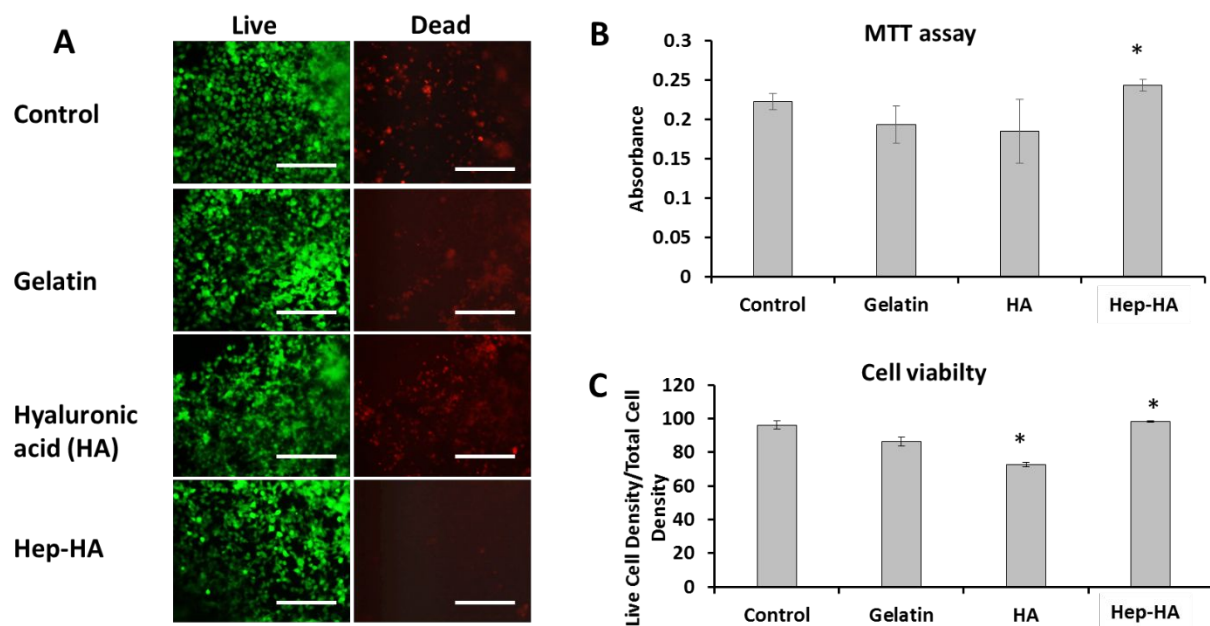 A
Live
Dead
Control
Gelatin
Hyaluronic
acid (HA)
Hep-HA
B
MTT assay
Absorbance
0.3
0.25
0.2
0.15
0.1
0.05
0
*
Control
Gelatin
HA
Hep-HA
C
Cell viabilty
Live Cell Density/Total Cell
Density
120
100
80
60
40
20
0
*
*
Control
Gelatin
HA
Hep-HA